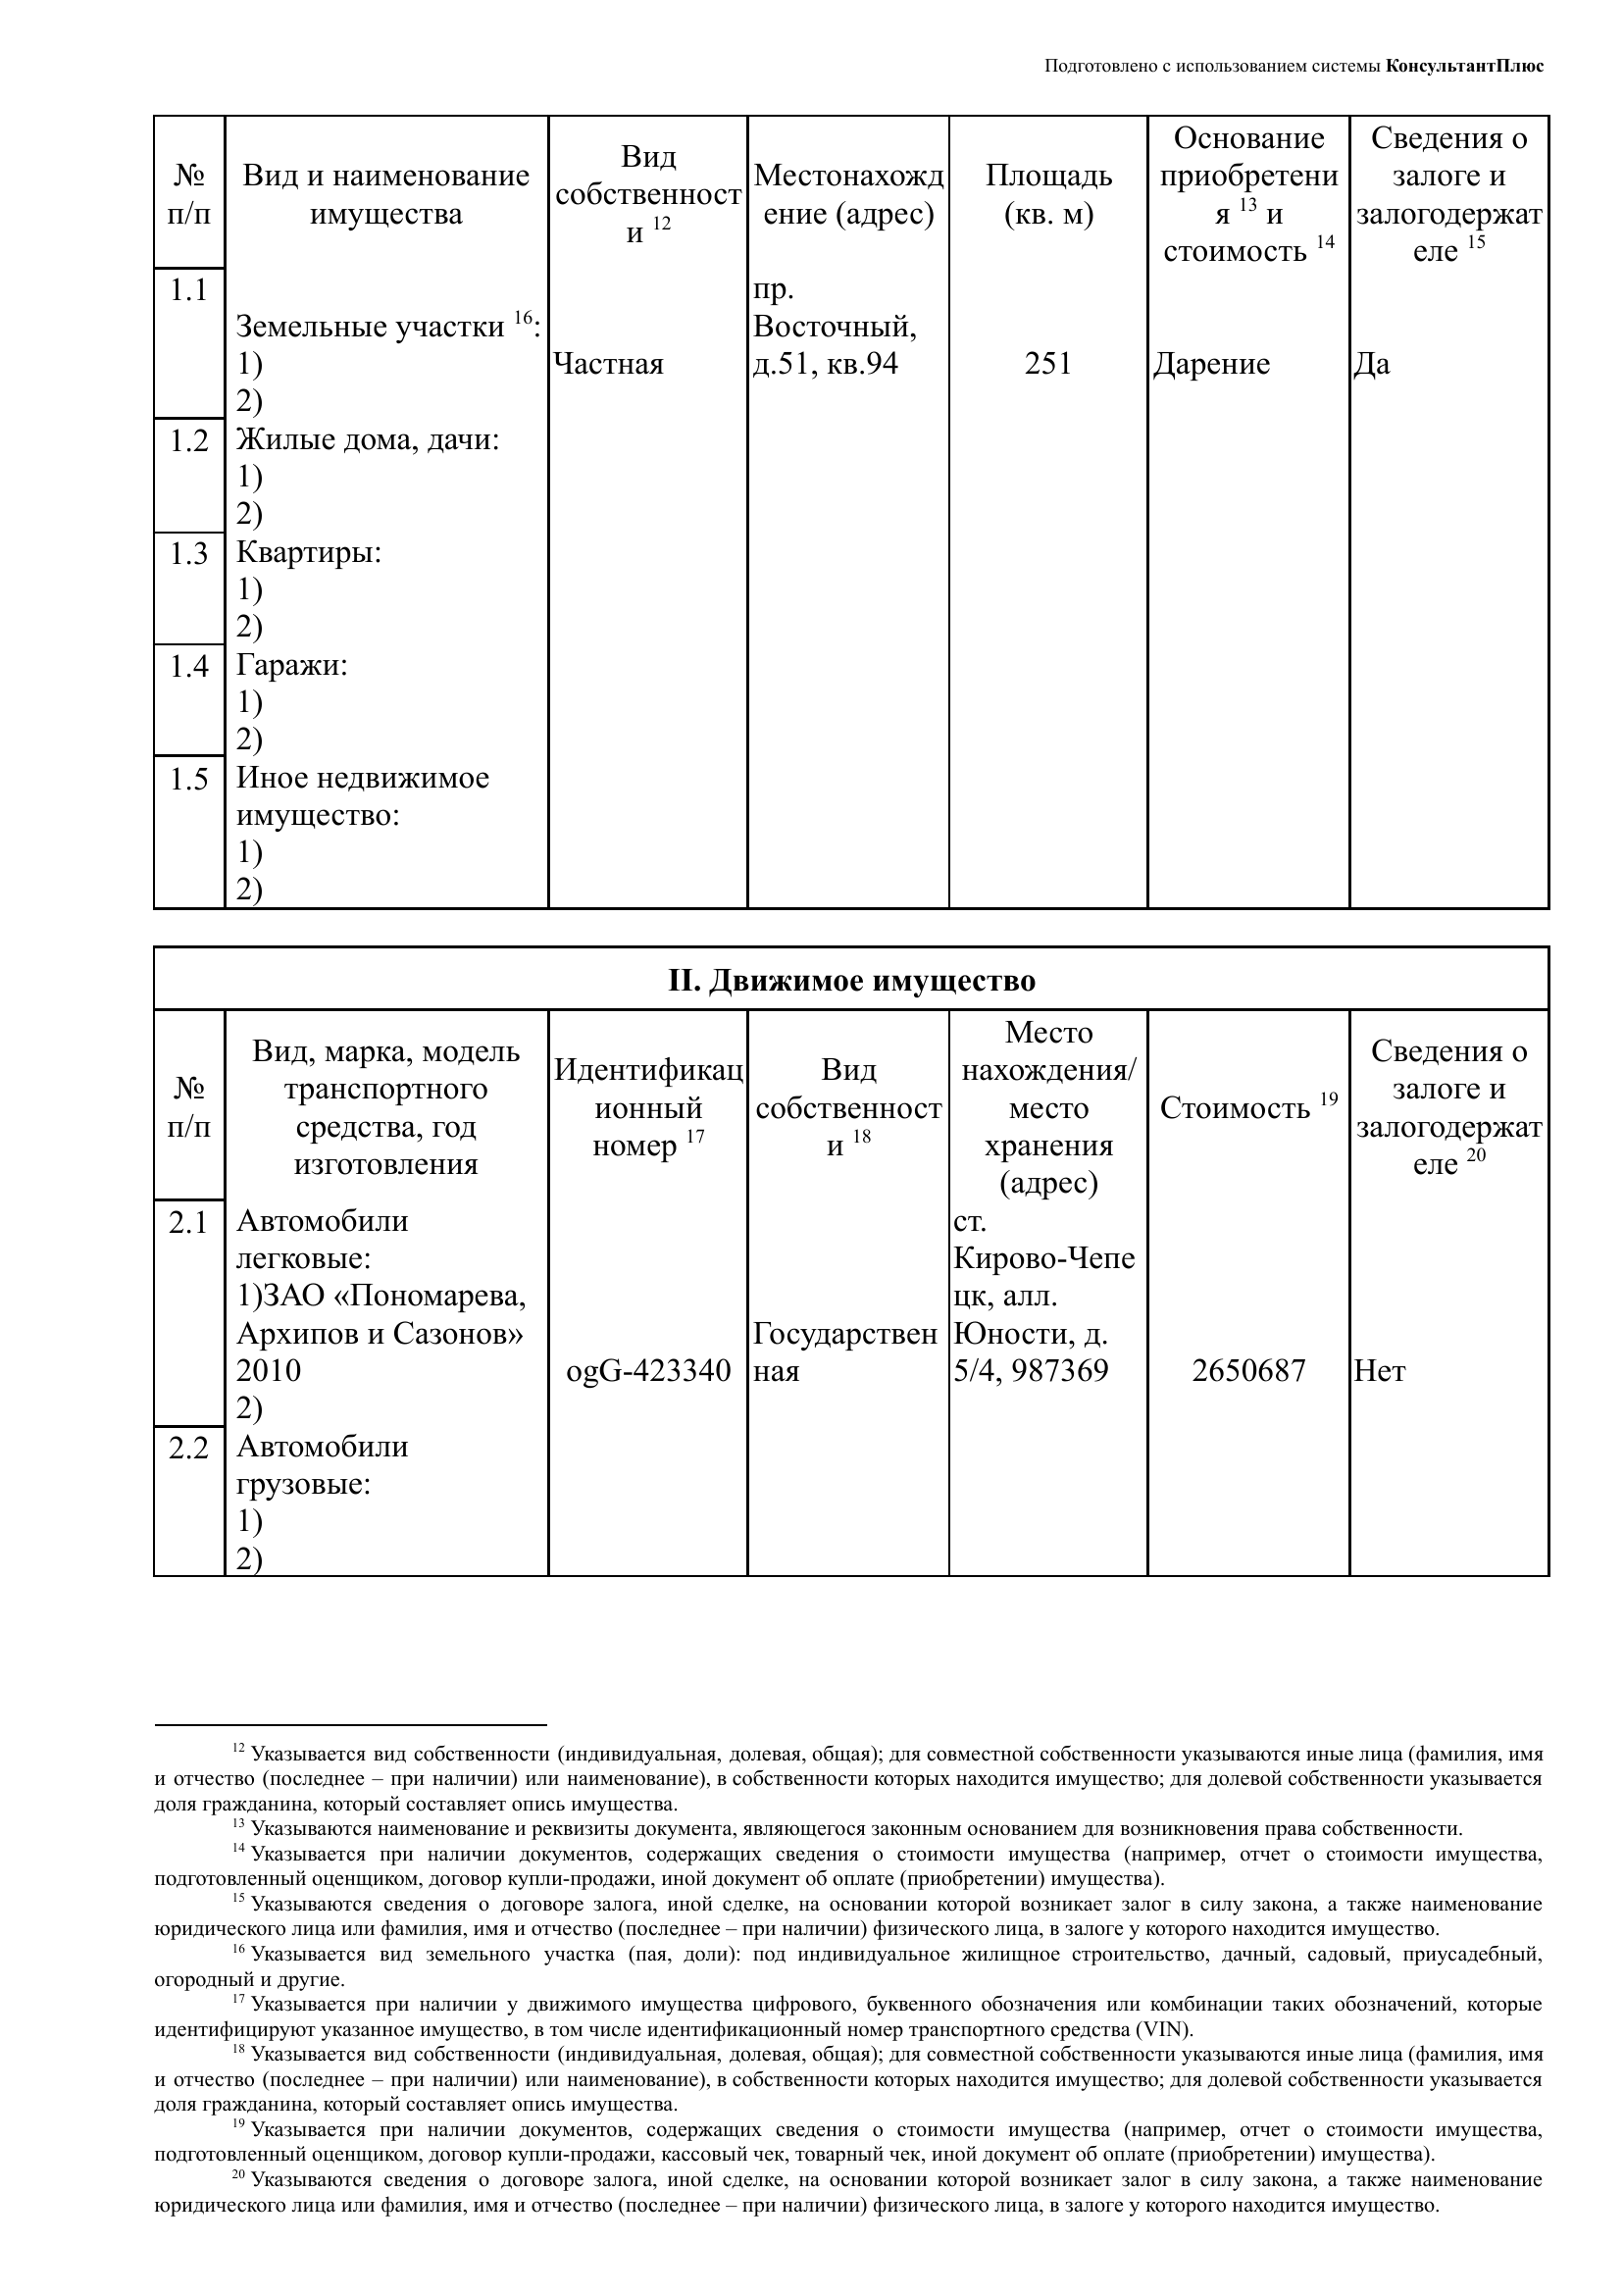 Подготовлено с использованием системы КонсультантПлюс
№ п/п
Вид и наименование имущества
Вид собственност и 12
Местонахожд ение (адрес)
Площадь (кв. м)
Основание приобретени я 13 и стоимость 14
Сведения о залоге и залогодержат еле 15
1.1
Земельные участки 16:
1)
2)
Частная
пр.
Восточный,
д.51, кв.94
251
Дарение
Да
1.2
Жилые дома, дачи:
1)
2)
1.3
Квартиры:
1)
2)
1.4
Гаражи:
1)
2)
1.5
Иное недвижимое
имущество:
1)
2)
II. Движимое имущество
№ п/п
Вид, марка, модель транспортного средства, год изготовления
Идентификац ионный номер 17
Вид собственност и 18
Место нахождения/ место хранения (адрес)
Стоимость 19
Сведения о залоге и залогодержат еле 20
2.1
Автомобили
легковые:
1)ЗАО «Пономарева,
Архипов и Сазонов»
2010
2)
ogG-423340
Государствен
ная
ст.
Кирово-Чепе
цк, алл.
Юности, д.
5/4, 987369
2650687
Нет
2.2
Автомобили
грузовые:
1)
2)
12 Указывается вид собственности (индивидуальная, долевая, общая); для совместной собственности указываются иные лица (фамилия, имя
и отчество (последнее – при наличии) или наименование), в собственности которых находится имущество; для долевой собственности указывается
доля гражданина, который составляет опись имущества.
13 Указываются наименование и реквизиты документа, являющегося законным основанием для возникновения права собственности.
14 Указывается при наличии документов, содержащих сведения о стоимости имущества (например, отчет о стоимости имущества,
подготовленный оценщиком, договор купли-продажи, иной документ об оплате (приобретении) имущества).
15 Указываются сведения о договоре залога, иной сделке, на основании которой возникает залог в силу закона, а также наименование
юридического лица или фамилия, имя и отчество (последнее – при наличии) физического лица, в залоге у которого находится имущество.
16 Указывается вид земельного участка (пая, доли): под индивидуальное жилищное строительство, дачный, садовый, приусадебный,
огородный и другие.
17 Указывается при наличии у движимого имущества цифрового, буквенного обозначения или комбинации таких обозначений, которые
идентифицируют указанное имущество, в том числе идентификационный номер транспортного средства (VIN).
18 Указывается вид собственности (индивидуальная, долевая, общая); для совместной собственности указываются иные лица (фамилия, имя
и отчество (последнее – при наличии) или наименование), в собственности которых находится имущество; для долевой собственности указывается
доля гражданина, который составляет опись имущества.
19 Указывается при наличии документов, содержащих сведения о стоимости имущества (например, отчет о стоимости имущества,
подготовленный оценщиком, договор купли-продажи, кассовый чек, товарный чек, иной документ об оплате (приобретении) имущества).
20 Указываются сведения о договоре залога, иной сделке, на основании которой возникает залог в силу закона, а также наименование
юридического лица или фамилия, имя и отчество (последнее – при наличии) физического лица, в залоге у которого находится имущество.